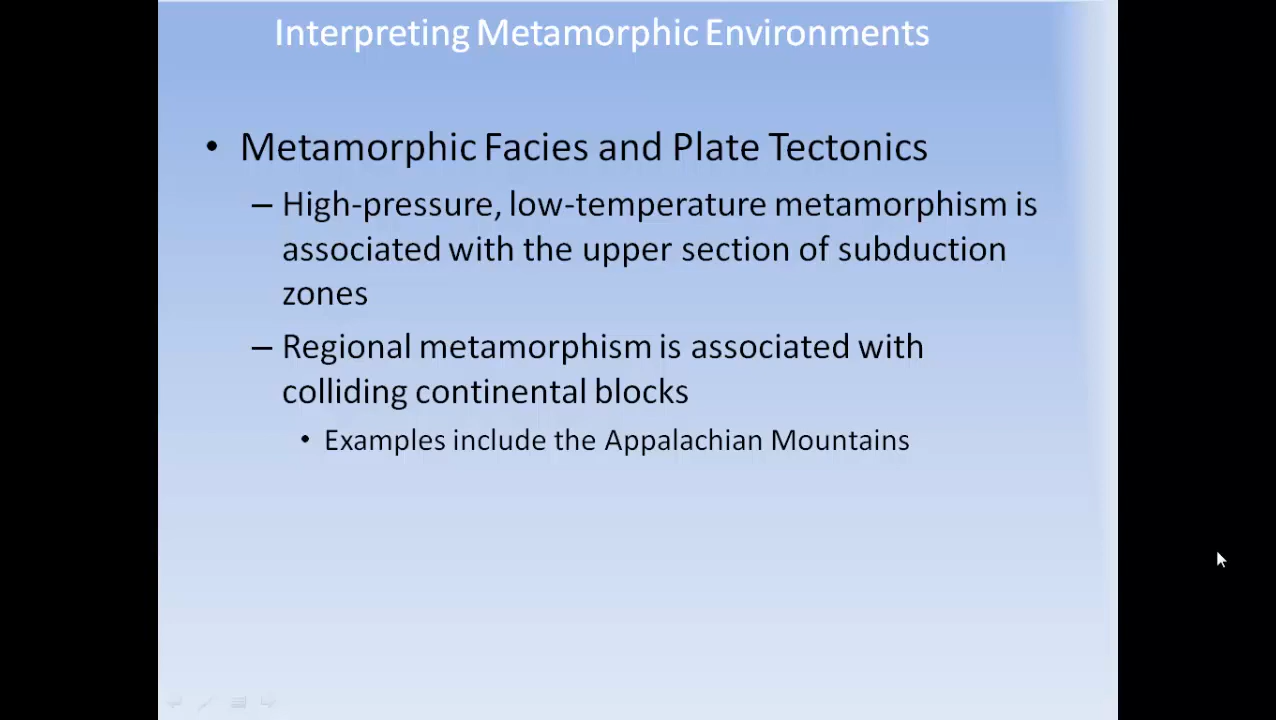 Interpreting Metamorphic Environments
• Metamorphic Facies and Plate Tectonics
– High-pressure, low-temperature metamorphism is
associated with the upper section of subduction
zones
– Regional metamorphism is associated with
colliding continental blocks
• Examples include the Appalachian Mountains